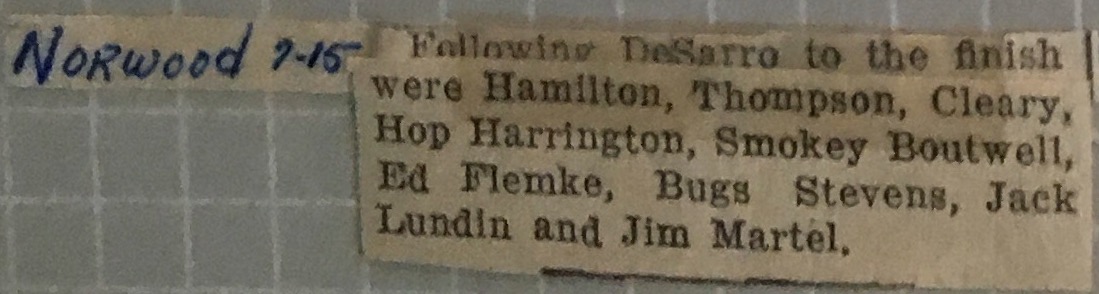 Norwood 7-15
Following DeSarro to the finish
were Hamilton, Thompson, Cleary,
Hop Harrington, Smokey Boutwell,
Ed Flemke, Bugs Stevens, Jack
Lundin and Jim Martel.